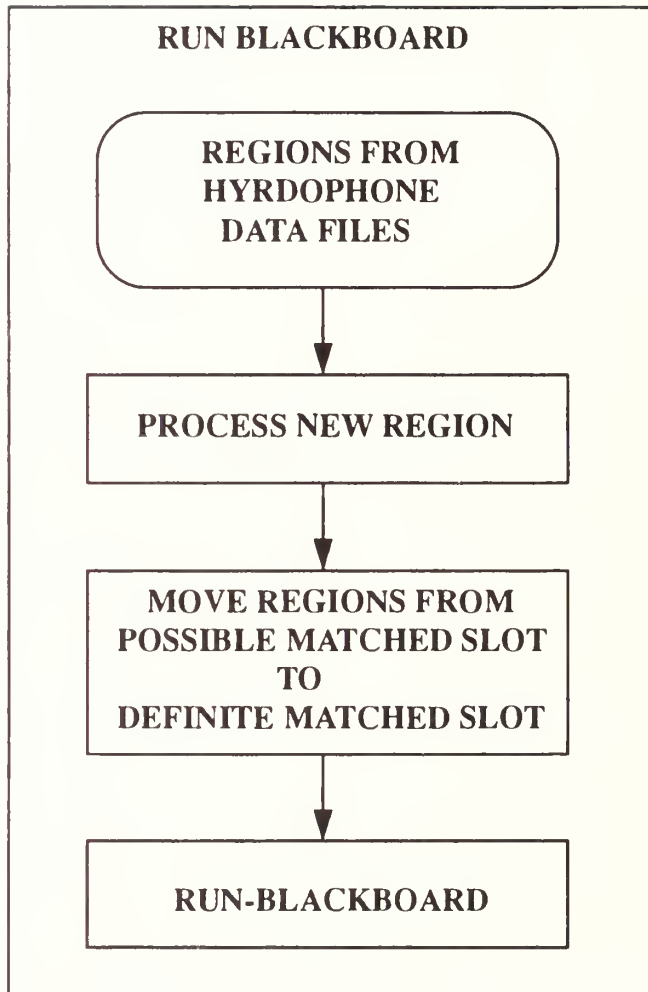 RUN BLACKBOARD
REGIONS FROM
HYRDOPHONE
DATA FILES
PROCESS NEW REGION
MOVE REGIONS FROM
POSSIBLE MATCHED SLOT
TO
DEFINITE MATCHED SLOT
RUN-BLACKBOARD